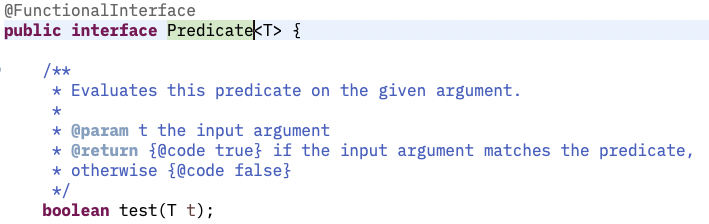 @FunctionalInterface
public interface Predicate<T> {
/**
* Evaluates this predicate on the given argument.
*
* @param t the input argument
* @return {@code true} if the input argument matches the predicate,
* otherwise {@code false}
*/
boolean test(T t);